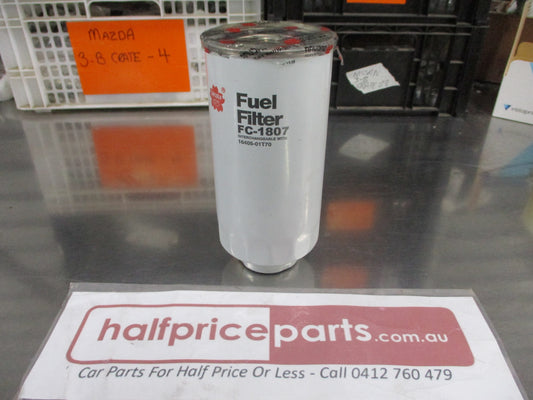 MAZDA
3-B CRATE - 4
Fuel
Filter
FC-1807
INTERCHANGEABLE WITH
16405-01T70
halfpriceparts.com.au
Car Parts For Half Price Or Less - Call 0412 760 479